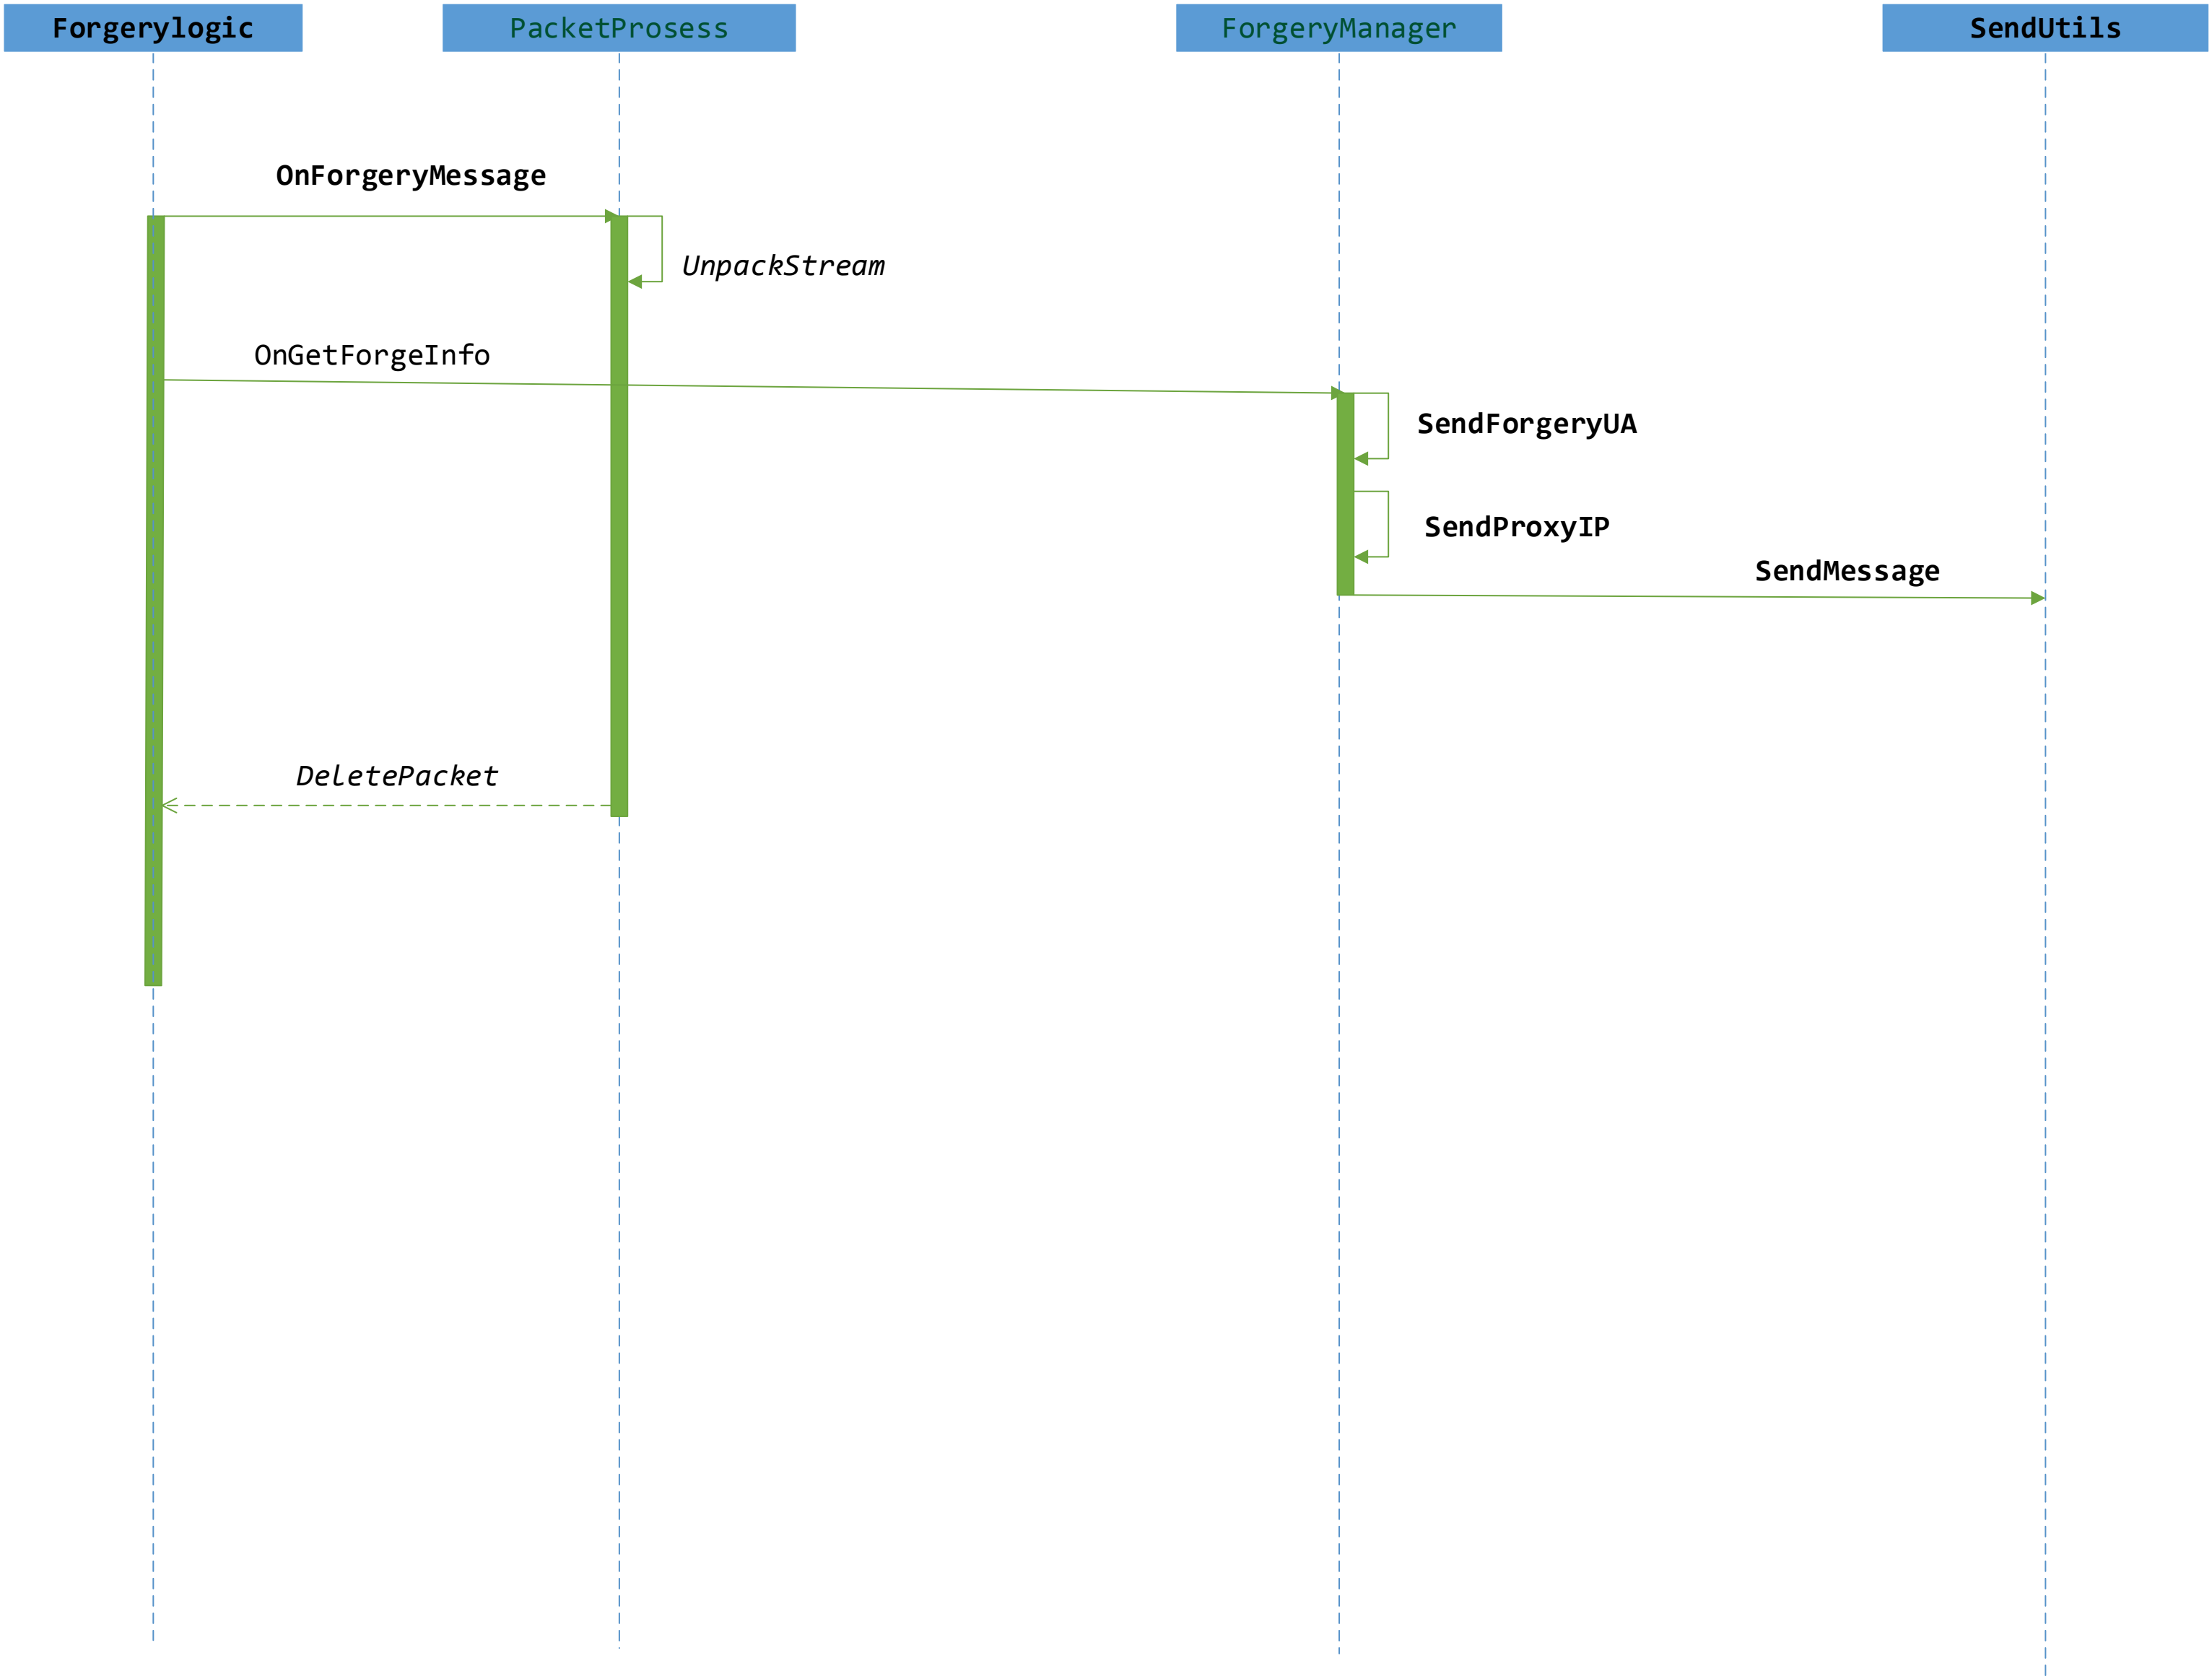 Forgerylogic
PacketProsess
ForgeryManager
SendUtils
OnForgeryMessage
UnpackStream
OnGetForgeInfo
SendForgeryUA
SendProxyIP
SendMessage
DeletePacket